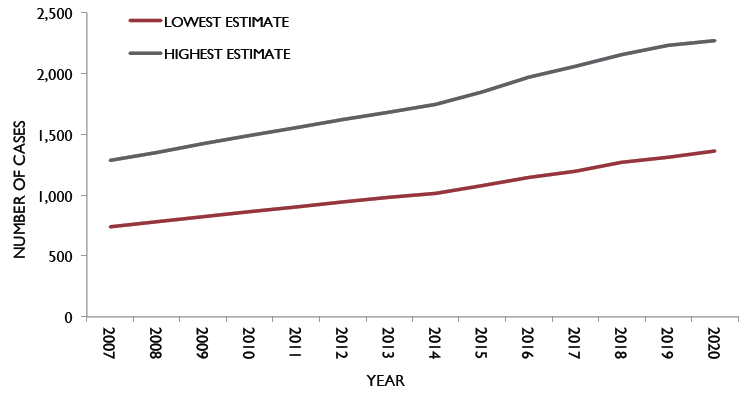 2,500
LOWEST ESTIMATE
HIGHEST ESTIMATE
2,000
1,500
1,000
500
0
NUMBER OF CASES
2007 2008 2009 2010 2011 2012 2013 2014 2015 2016 2017 2018 2019 2020
YEAR